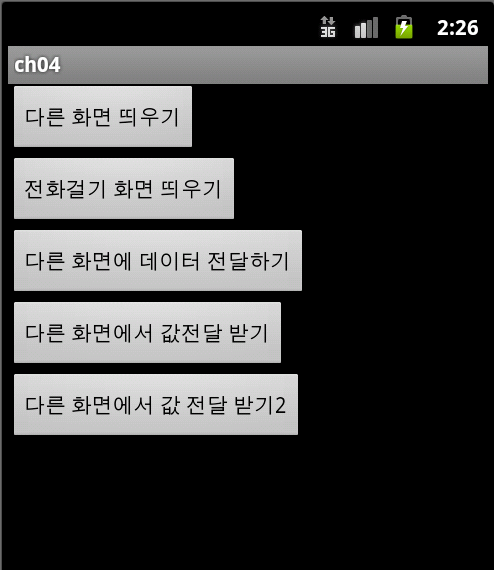 3G 2:26
ch04
다른 화면 띄우기
전화걸기 화면 띄우기
다른 화면에 데이터 전달하기
다른 화면에서 값전달 받기
다른 화면에서 값 전달 받기2